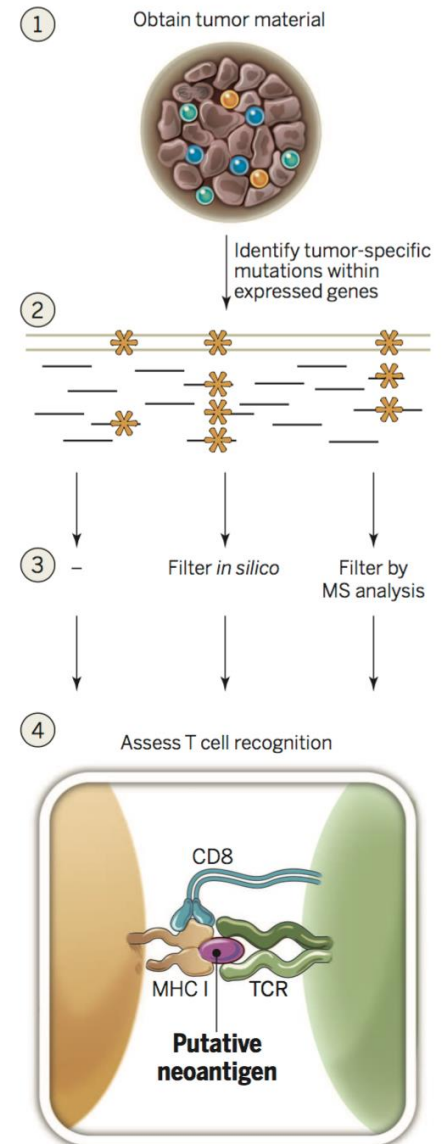 1
Obtain tumor material
Identify tumor-specific
mutations within
expressed genes
2
3
–
Filter in silico
Filter by
MS analysis
4
Assess T cell recognition
CD8
MHC I
TCR
Putative
neoantigen